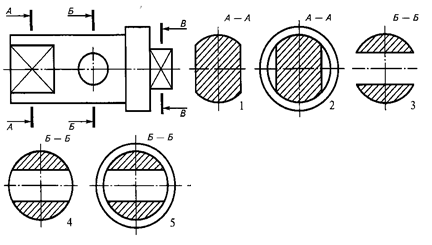 А Б В
А – А
1
А – А
2
Б – Б
3
А Б В
Б – Б
4
Б – Б
5